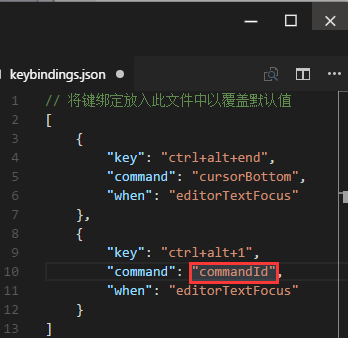 keybindings.json
1 // 将键绑定放入此文件中以覆盖默认值
2 [
3 {
4 "key": "ctrl+alt+end",
5 "command": "cursorBottom",
6 "when": "editorTextFocus"
7 },
8 {
9 "key": "ctrl+alt+1",
10 "command": "commandId",
11 "when": "editorTextFocus"
12 }
13 ]